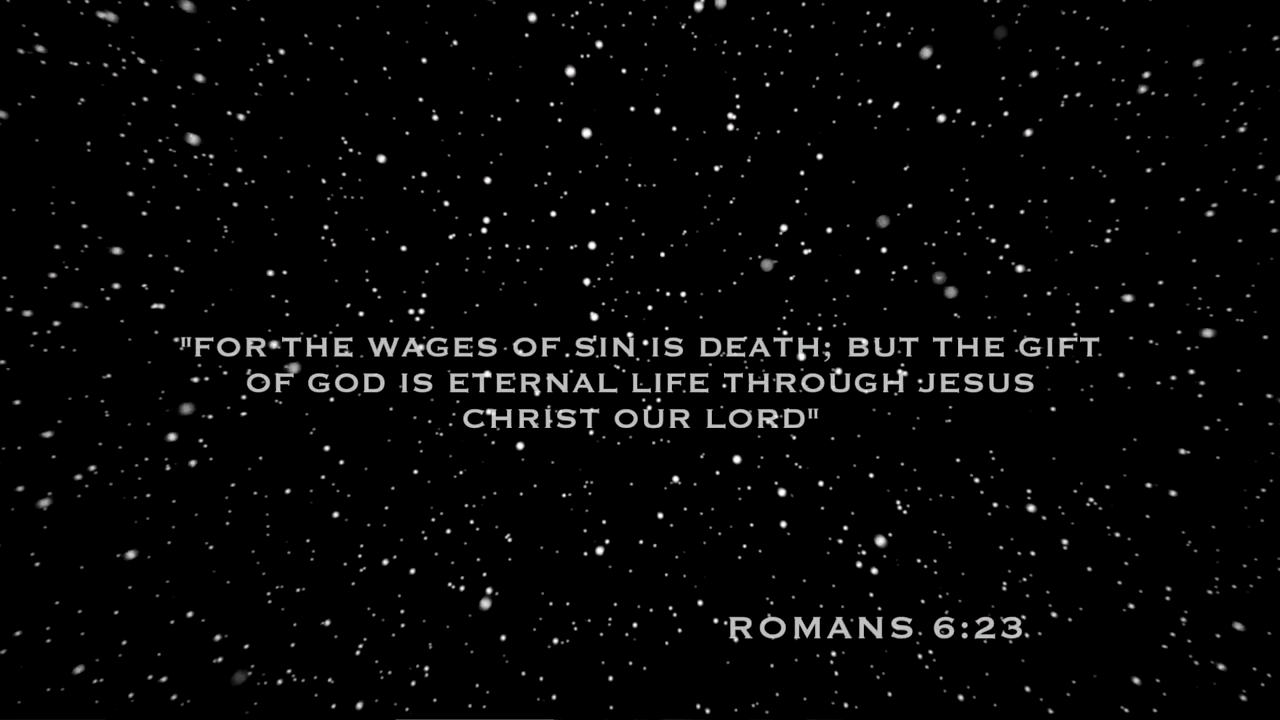 "FOR THE WAGES OF SIN IS DEATH; BUT THE GIFT
OF GOD IS ETERNAL LIFE THROUGH JESUS
CHRIST OUR LORD"
ROMANS 6:23